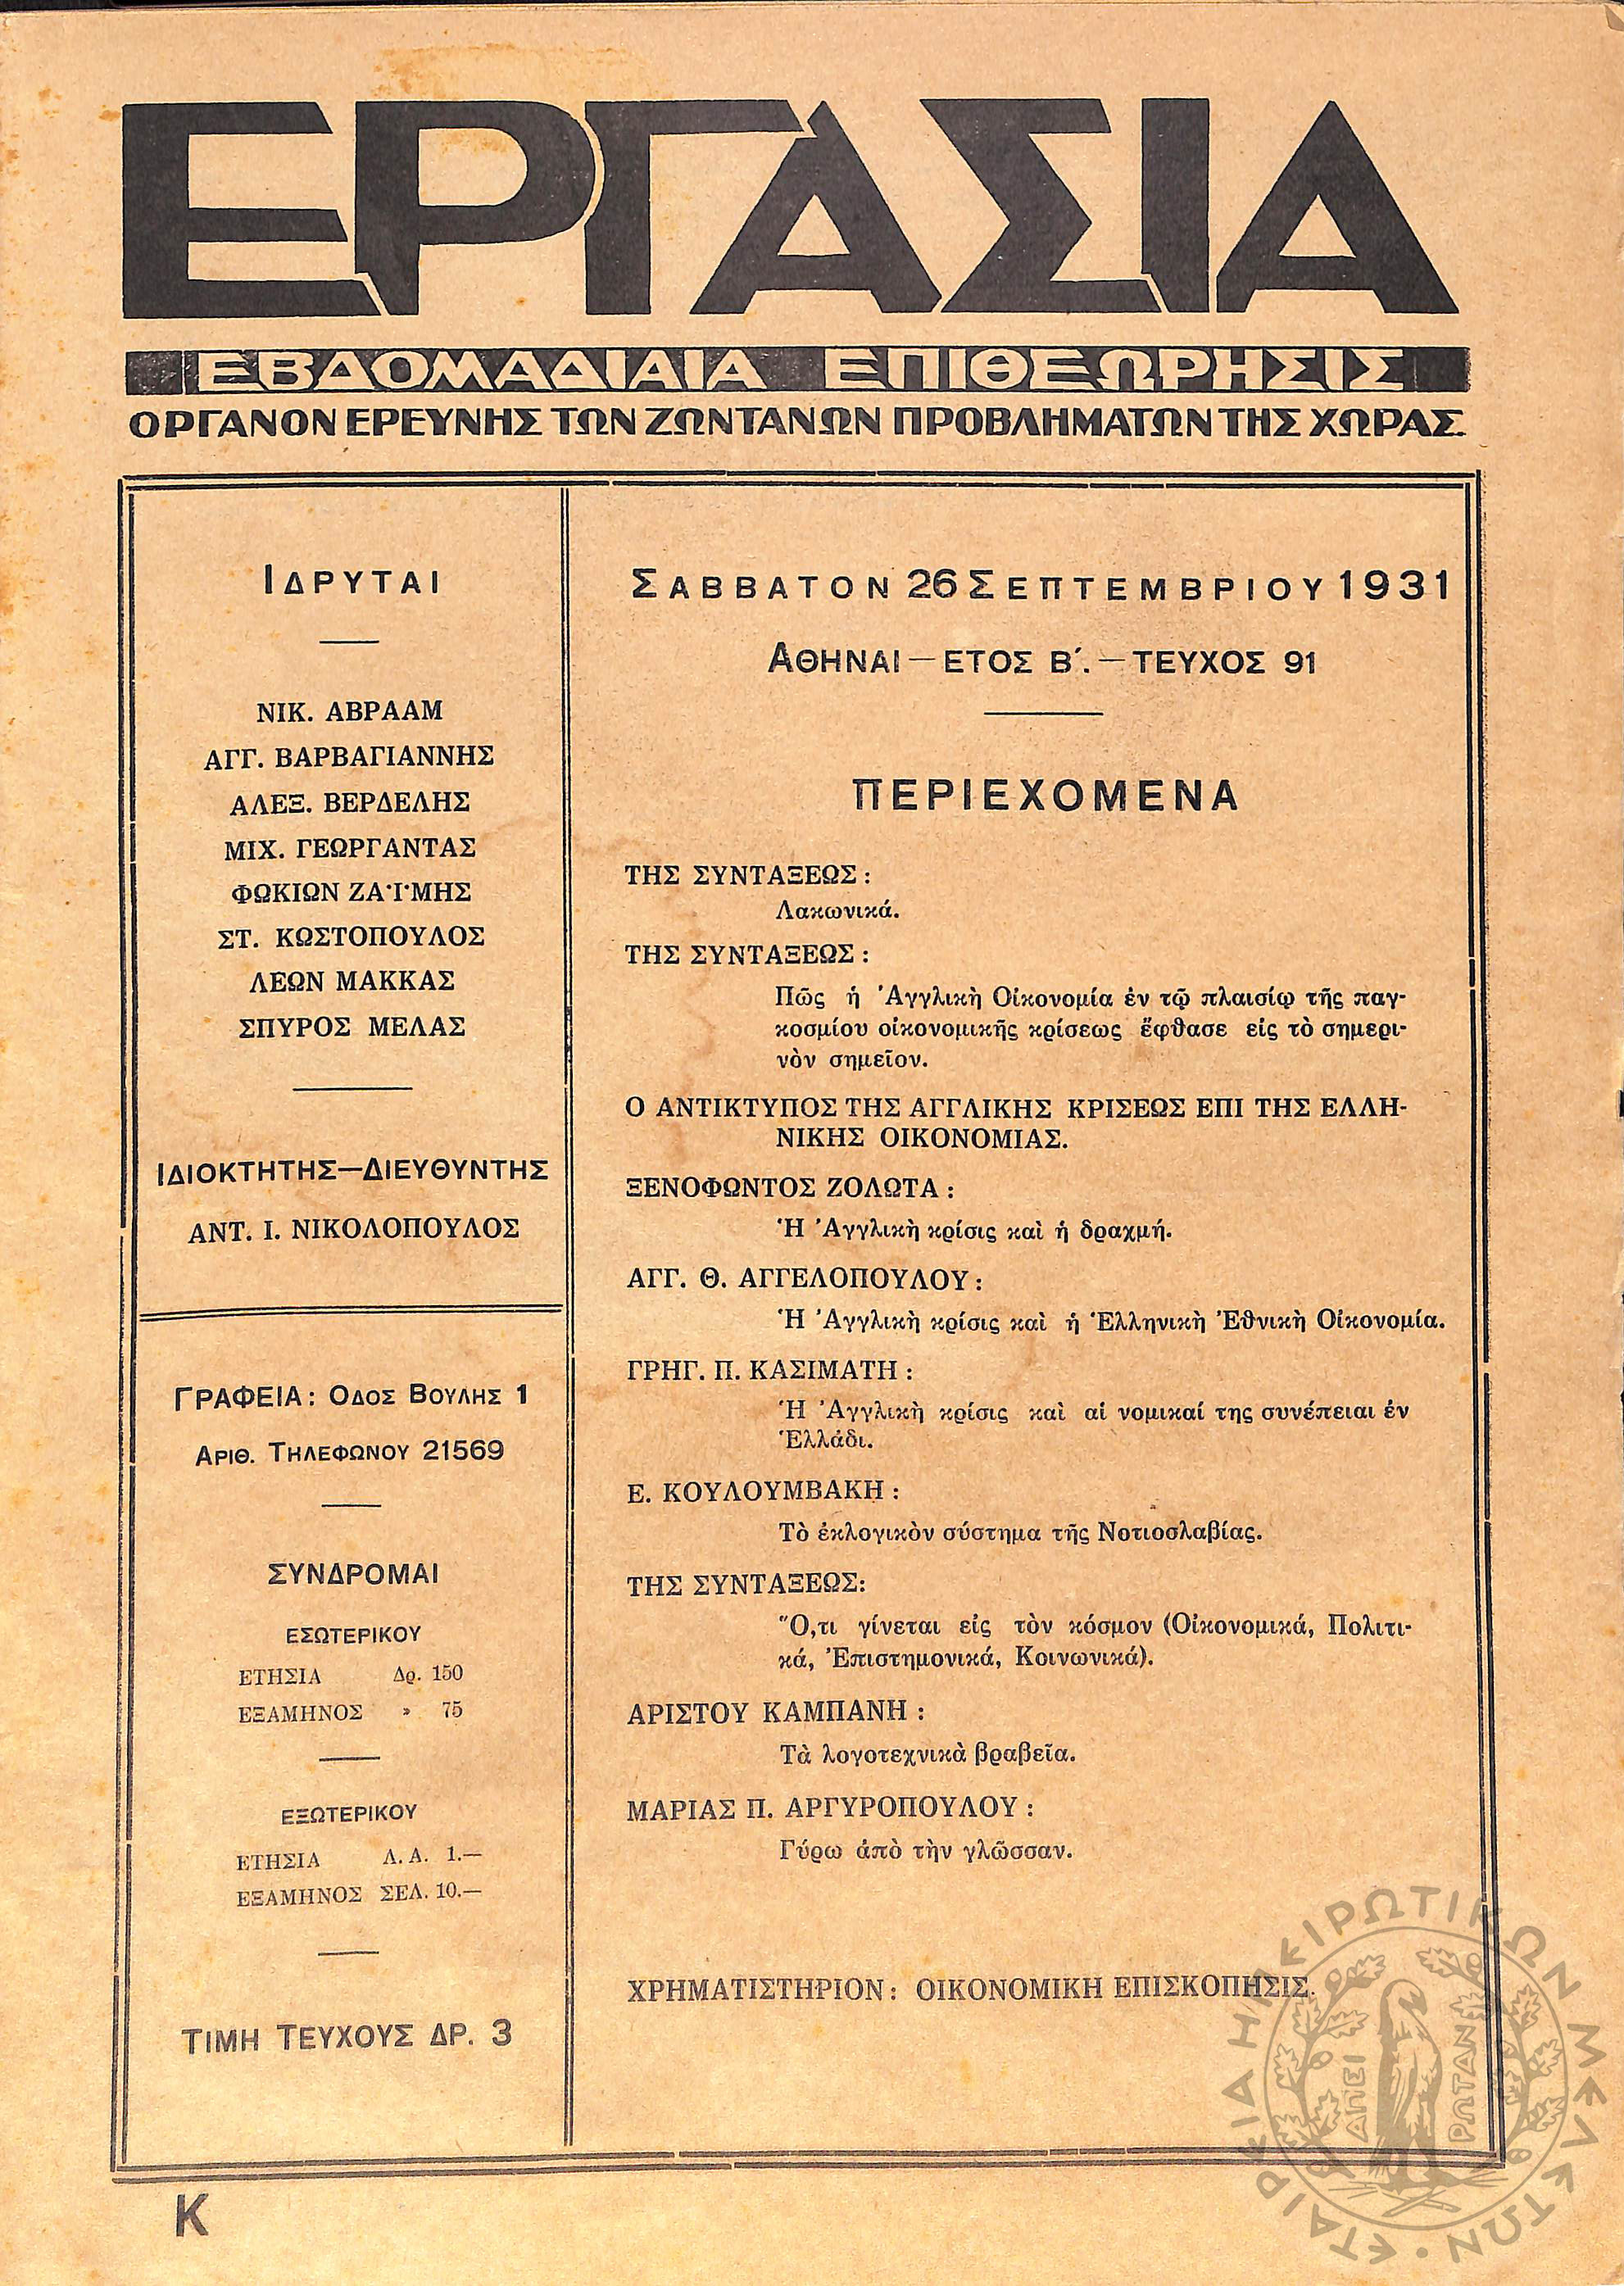 ΕΡΓΑΣΙΑ
ΕΒΔΟΜΑΔΙΑΙΑ ΕΠΙΘΕΩΡΗΣΙΣ
ΟΡΓΑΝΟΝ ΕΡΕΥΝΗΣ ΤΩΝ ΖΩΝΤΑΝΩΝ ΠΡΟΒΛΗΜΑΤΩΝ ΤΗΣ ΧΩΡΑΣ.
ΙΔΡΥΤΑΙ
ΝΙΚ. ΑΒΡΑΑΜ
ΑΓΓ. ΒΑΡΒΑΓΙΑΝΝΗΣ
ΑΛΕΞ. ΒΕΡΔΕΛΗΣ
ΜΙΧ. ΓΕΩΡΓΑΝΤΑΣ
ΦΩΚΙΩΝ ΖΑ·Ι·ΜΗΣ
ΣΤ. ΚΩΣΤΟΠΟΥΛΟΣ
ΛΕΩΝ ΜΑΚΚΑΣ
ΣΠΥΡΟΣ ΜΕΛΑΣ
ΙΔΙΟΚΤΗΤΗΣ—ΔΙΕΥΘΥΝΤΗΣ
ΑΝΤ. Ι. ΝΙΚΟΛΟΠΟΥΛΟΣ
ΓΡΑΦΕΙΑ: ΟΔΟΣ ΒΟΥΛΗΣ 1
ΑΡΙΘ. ΤΗΛΕΦΩΝΟΥ 21569
ΣΥΝΔΡΟΜΑΙ
ΕΣΩΤΕΡΙΚΟΥ
ΕΤΗΣΙΑ Δρ. 150
ΕΞΑΜΗΝΟΣ » 75
ΕΞΩΤΕΡΙΚΟΥ
ΕΤΗΣΙΑ Λ. Α. 1.—
ΕΞΑΜΗΝΟΣ ΣΕΛ. 10.—
ΤΙΜΗ ΤΕΥΧΟΥΣ ΔΡ. 3
ΣΑΒΒΑΤΟΝ 26 ΣΕΠΤΕΜΒΡΙΟΥ 1931
ΑΘΗΝΑΙ — ΕΤΟΣ Β΄. — ΤΕΥΧΟΣ 91
ΠΕΡΙΕΧΟΜΕΝΑ
ΤΗΣ ΣΥΝΤΑΞΕΩΣ :
Λακωνικά.
ΤΗΣ ΣΥΝΤΑΞΕΩΣ :
Πῶς ἡ Ἀγγλικὴ Οἰκονομία ἐν τῷ πλαισίῳ τῆς παγ-
κοσμίου οἰκονομικῆς κρίσεως ἔφθασε εἰς τὸ σημερι-
νὸν σημεῖον.
Ο ΑΝΤΙΚΤΥΠΟΣ ΤΗΣ ΑΓΓΛΙΚΗΣ ΚΡΙΣΕΩΣ ΕΠΙ ΤΗΣ ΕΛΛΗ-
ΝΙΚΗΣ ΟΙΚΟΝΟΜΙΑΣ.
ΞΕΝΟΦΩΝΤΟΣ ΖΟΛΩΤΑ :
Ἡ Ἀγγλικὴ κρίσις καὶ ἡ δραχμή.
ΑΓΓ. Θ. ΑΓΓΕΛΟΠΟΥΛΟΥ :
Ἡ Ἀγγλικὴ κρίσις καὶ ἡ Ἑλληνικὴ Ἐθνικὴ Οἰκονομία.
ΓΡΗΓ. Π. ΚΑΣΙΜΑΤΗ :
Ἡ Ἀγγλικὴ κρίσις καὶ αἱ νομικαί της συνέπειαι ἐν
Ἑλλάδι.
Ε. ΚΟΥΛΟΥΜΒΑΚΗ :
Τὸ ἐκλογικὸν σύστημα τῆς Νοτιοσλαβίας.
ΤΗΣ ΣΥΝΤΑΞΕΩΣ:
Ὅ,τι γίνεται εἰς τὸν κόσμον (Οἰκονομικά, Πολιτι-
κά, Ἐπιστημονικά, Κοινωνικά).
ΑΡΙΣΤΟΥ ΚΑΜΠΑΝΗ :
Τὰ λογοτεχνικὰ βραβεῖα.
ΜΑΡΙΑΣ Π. ΑΡΓΥΡΟΠΟΥΛΟΥ :
Γύρω ἀπὸ τὴν γλῶσσαν.
ΧΡΗΜΑΤΙΣΤΗΡΙΟΝ : ΟΙΚΟΝΟΜΙΚΗ ΕΠΙΣΚΟΠΗΣΙΣ.
Κ
ΕΤΑΙΡΕΙΑ ΗΠΕΙΡΩΤΙΚΩΝ ΜΕΛΕΤΩΝ
ΑΠΕΙ ΡΩΤΑΝ